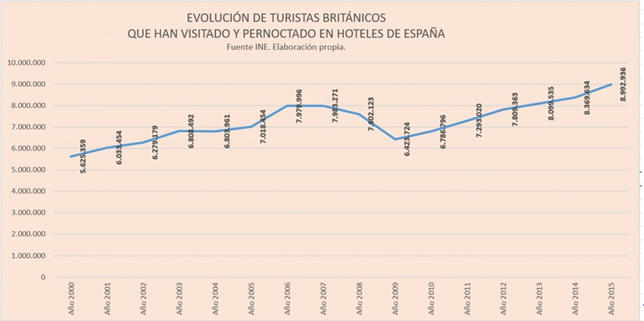 EVOLUCIÓN DE TURISTAS BRITÁNICOS
QUE HAN VISITADO Y PERNOCTADO EN HOTELES DE ESPAÑA
Fuente INE. Elaboración propia.
10.000.000
9.000.000
8.000.000
7.000.000
6.000.000
5.000.000
4.000.000
3.000.000
2.000.000
1.000.000
0
5.625.359
6.033.454
6.279.179
6.808.492
6.803.961
7.018.454
7.979.996
7.983.271
7.602.123
6.423.724
6.786.796
7.293.020
7.809.363
8.099.535
8.369.634
8.992.936
Año 2000
Año 2001
Año 2002
Año 2003
Año 2004
Año 2005
Año 2006
Año 2007
Año 2008
Año 2009
Año 2010
Año 2011
Año 2012
Año 2013
Año 2014
Año 2015